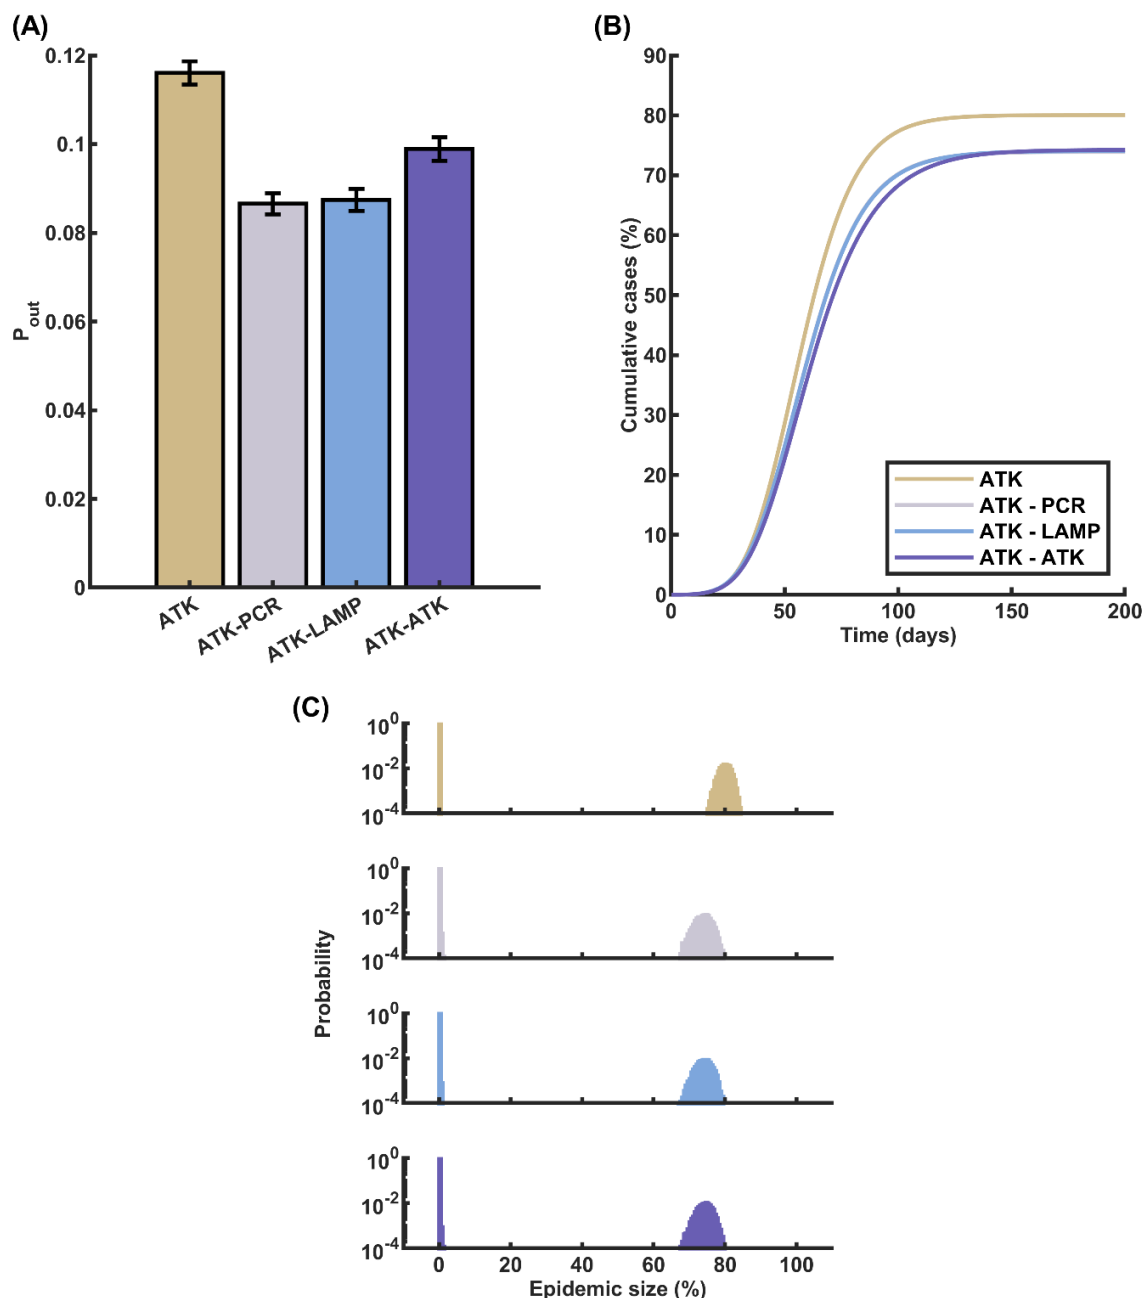 (A)
0.12
0.1
0.08
0.06
0.04
0.02
0
P_out
ATK
ATK-PCR
ATK-LAMP
ATK-ATK
(B)
90
80
70
60
50
40
30
20
10
0
Cumulative cases (%)
0 50 100 150 200
Time (days)
ATK
ATK - PCR
ATK - LAMP
ATK - ATK
(C)
Probability
10^0
10^-2
10^-4
10^0
10^-2
10^-4
10^0
10^-2
10^-4
10^0
10^-2
10^-4
0 20 40 60 80 100
Epidemic size (%)